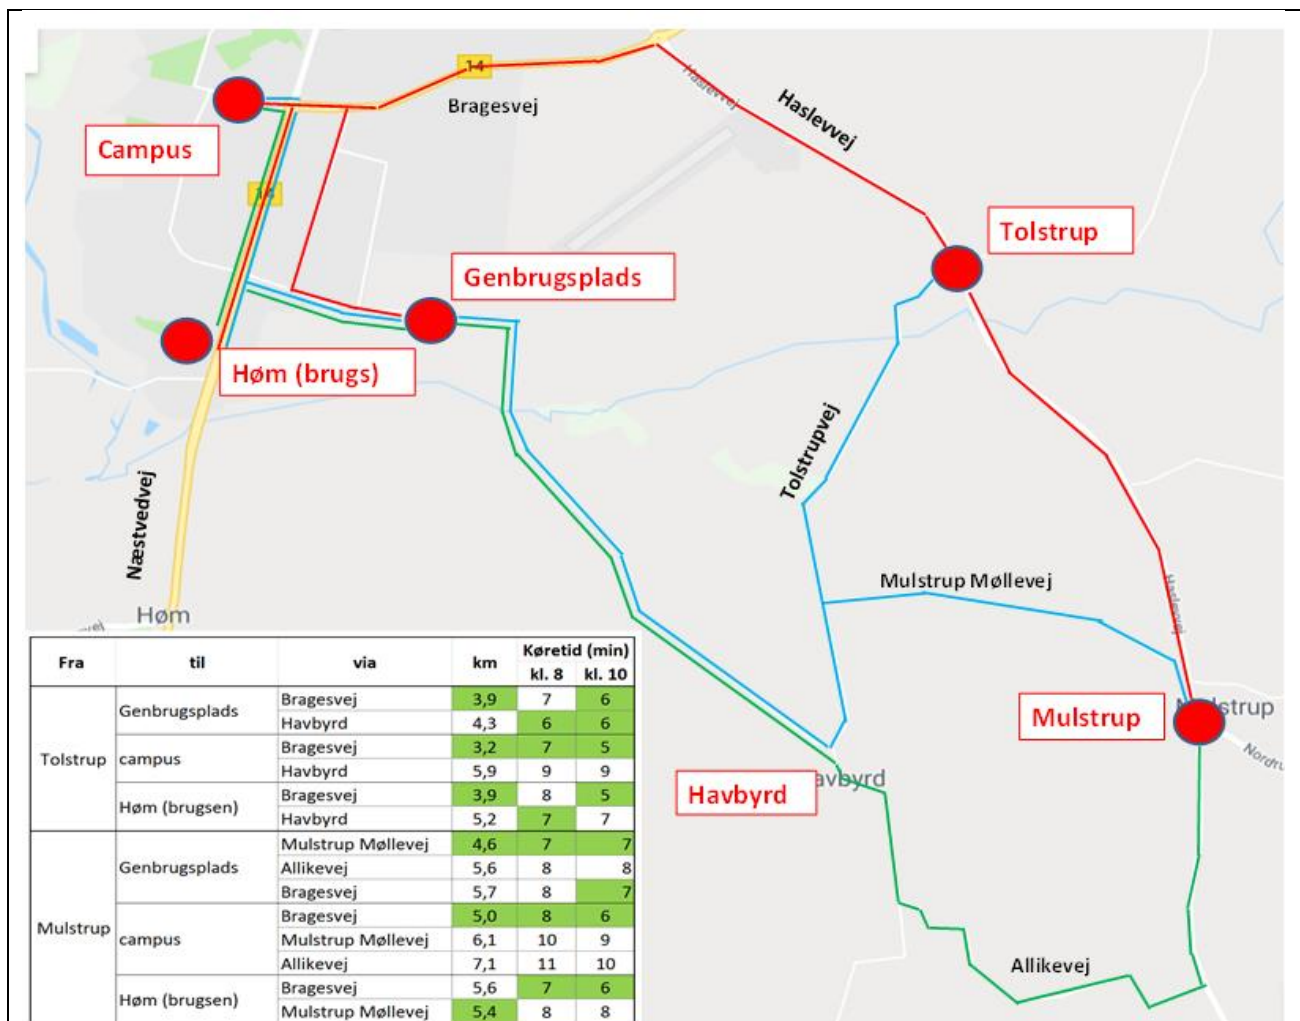 14
Bragesvej
Haslevvej
Haslevvej
Campus
14
Tolstrup
Genbrugsplads
Høm (brugs)
Tolstrupvej
Næstvedvej
Mulstrup Møllevej
Haslevvej
Høm
Mulstrup
Havbyrd
Allikevej
Fra til via km Køretid (min)
kl. 8 kl. 10
Tolstrup Genbrugsplads Bragesvej 3,9 7 6
Havbyrd 4,3 6 6
campus Bragesvej 3,2 7 5
Havbyrd 5,9 9 9
Høm (brugsen) Bragesvej 3,9 8 5
Havbyrd 5,2 7 7
Mulstrup Genbrugsplads Mulstrup Møllevej 4,6 7 7
Allikevej 5,6 8 8
Bragesvej 5,7 8 7
campus Bragesvej 5,0 8 6
Mulstrup Møllevej 6,1 10 9
Allikevej 7,1 11 10
Høm (brugsen) Bragesvej 5,6 7 6
Mulstrup Møllevej 5,4 8 8